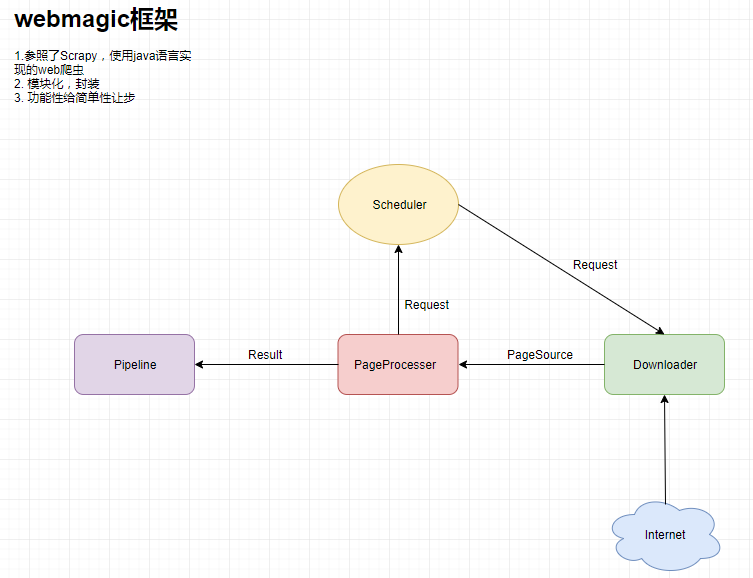 webmagic框架
1.参照了Scrapy，使用java语言实
现的web爬虫
2. 模块化，封装
3. 功能性给简单性让步
Scheduler
Request
Request
Result
PageSource
Pipeline
PageProcesser
Downloader
Internet